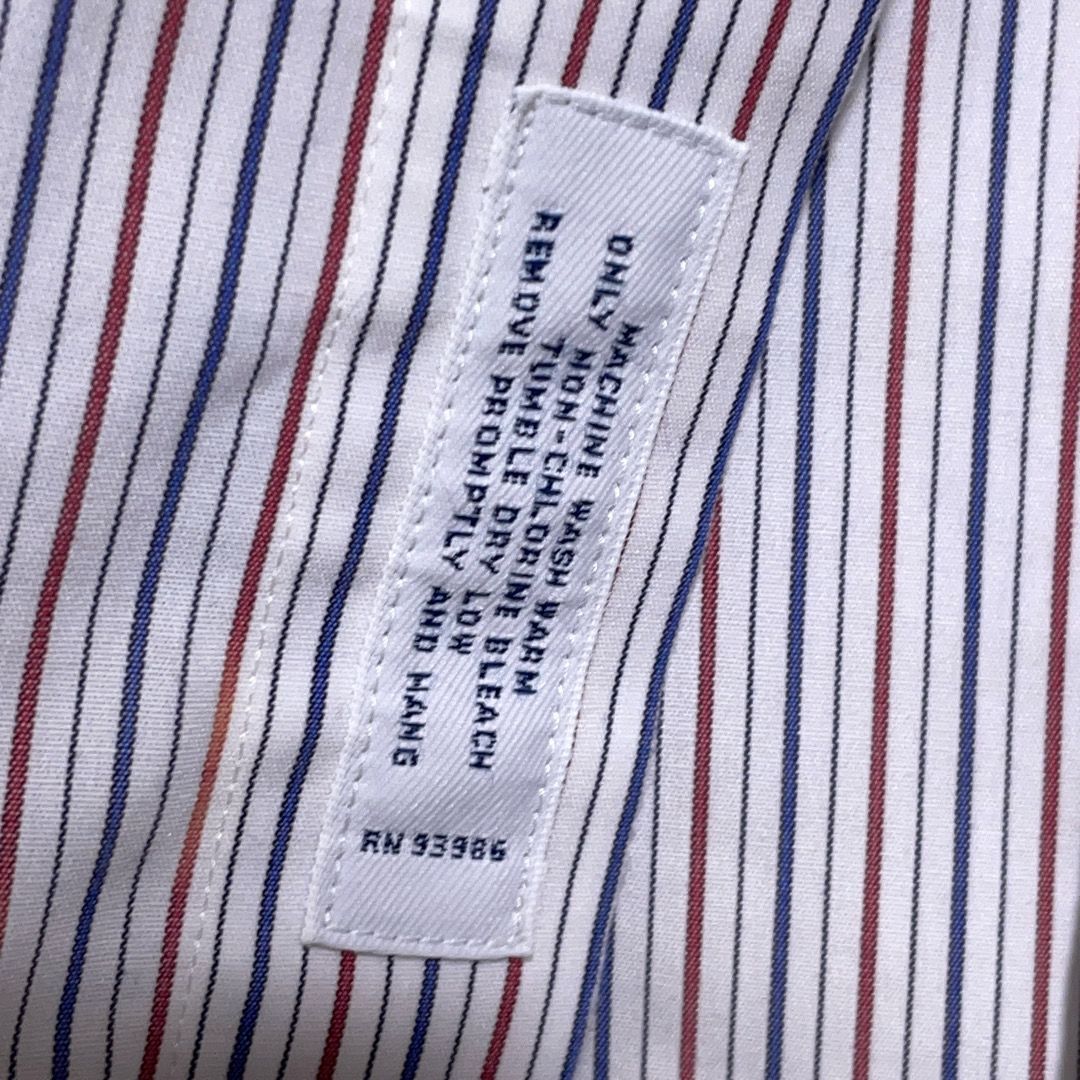 MACHINE WASH WARM
ONLY NON-CHLORINE BLEACH
TUMBLE DRY LOW
REMOVE PROMPTLY AND HANG
RN 93986